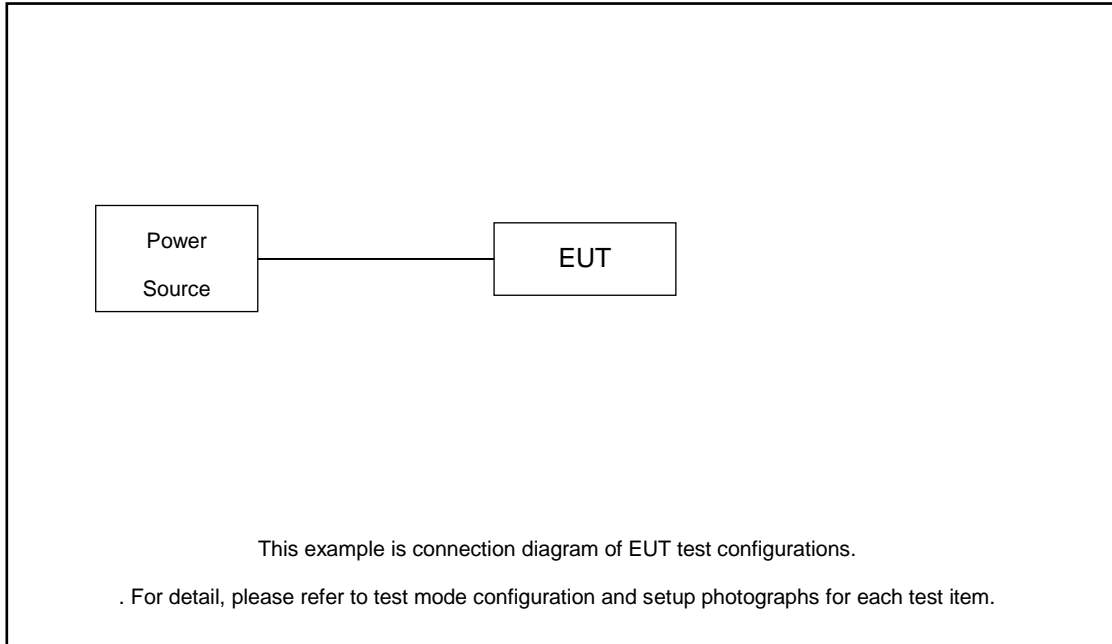 Power
Source
EUT
This example is connection diagram of EUT test configurations.
. For detail, please refer to test mode configuration and setup photographs for each test item.